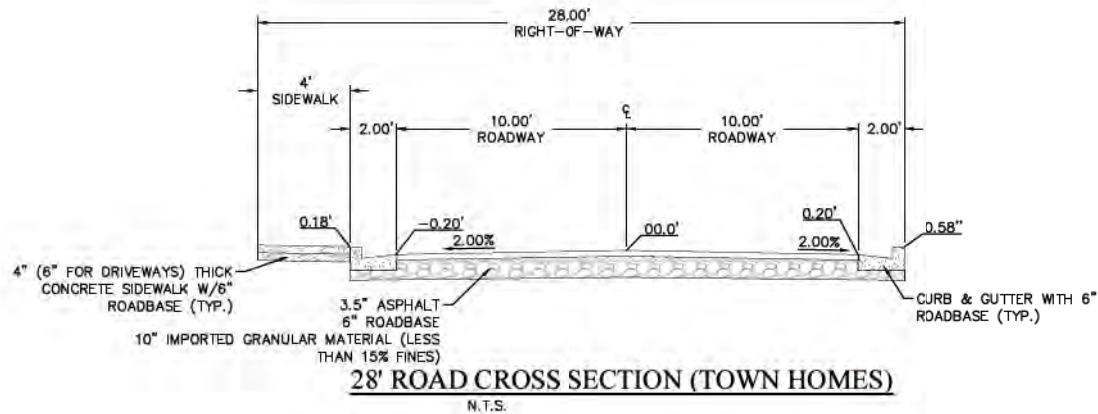 28.00'
RIGHT-OF-WAY
4'
SIDEWALK
2.00'
10.00'
ROADWAY
℄
10.00'
ROADWAY
2.00'
0.18'
-0.20'
2.00%
00.0'
2.00%
0.20'
0.58"
4" (6" FOR DRIVEWAYS) THICK
CONCRETE SIDEWALK W/6"
ROADBASE (TYP.)
3.5" ASPHALT
6" ROADBASE
10" IMPORTED GRANULAR MATERIAL (LESS
THAN 15% FINES)
CURB & GUTTER WITH 6"
ROADBASE (TYP.)
28' ROAD CROSS SECTION (TOWN HOMES)
N.T.S.